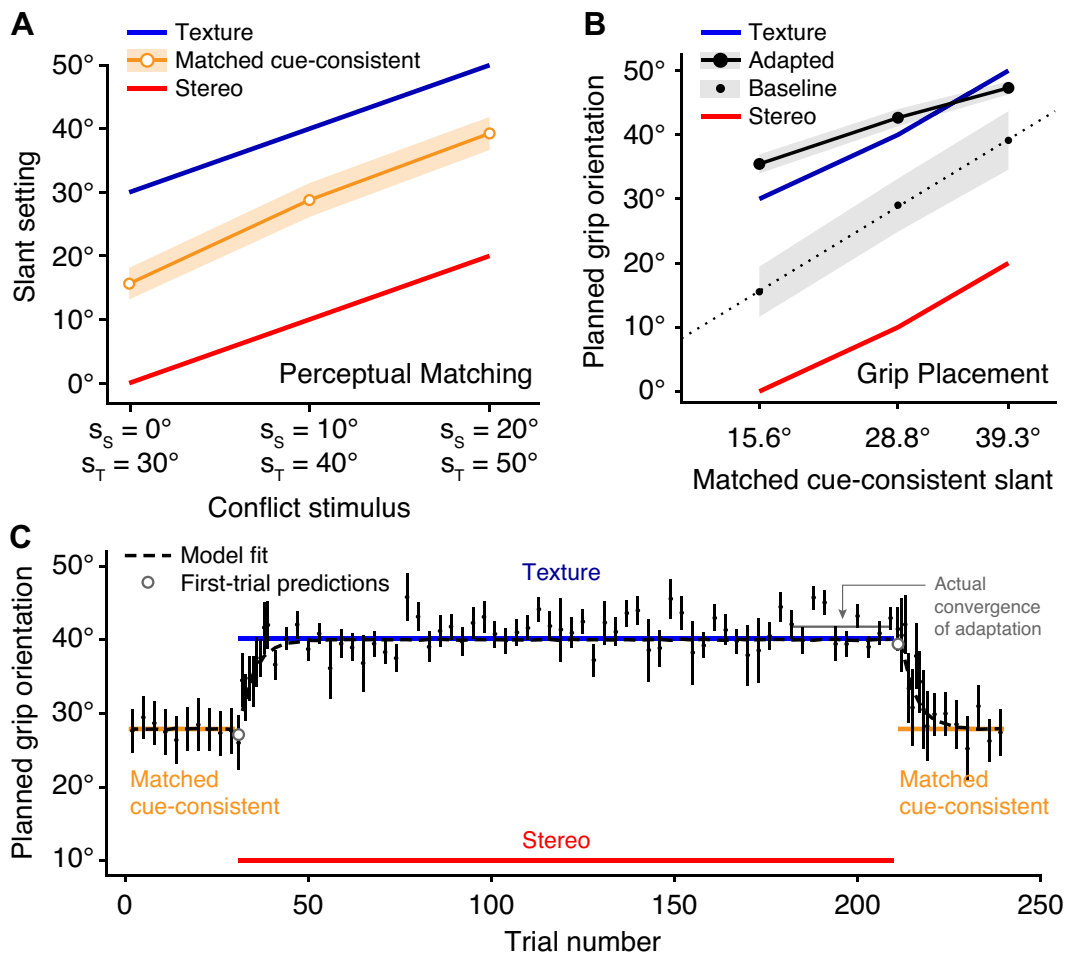 A
Texture
Matched cue-consistent
Stereo
50°
40°
30°
20°
10°
0°
Slant setting
Perceptual Matching
s_S = 0° s_S = 10° s_S = 20°
s_T = 30° s_T = 40° s_T = 50°
Conflict stimulus
B
Texture
Adapted
Baseline
Stereo
50°
40°
30°
20°
10°
0°
Planned grip orientation
Grip Placement
15.6° 28.8° 39.3°
Matched cue-consistent slant
C
Model fit
First-trial predictions
Texture
Actual
convergence
of adaptation
50°
40°
30°
20°
10°
Planned grip orientation
Matched
cue-consistent
Matched
cue-consistent
Stereo
0 50 100 150 200 250
Trial number